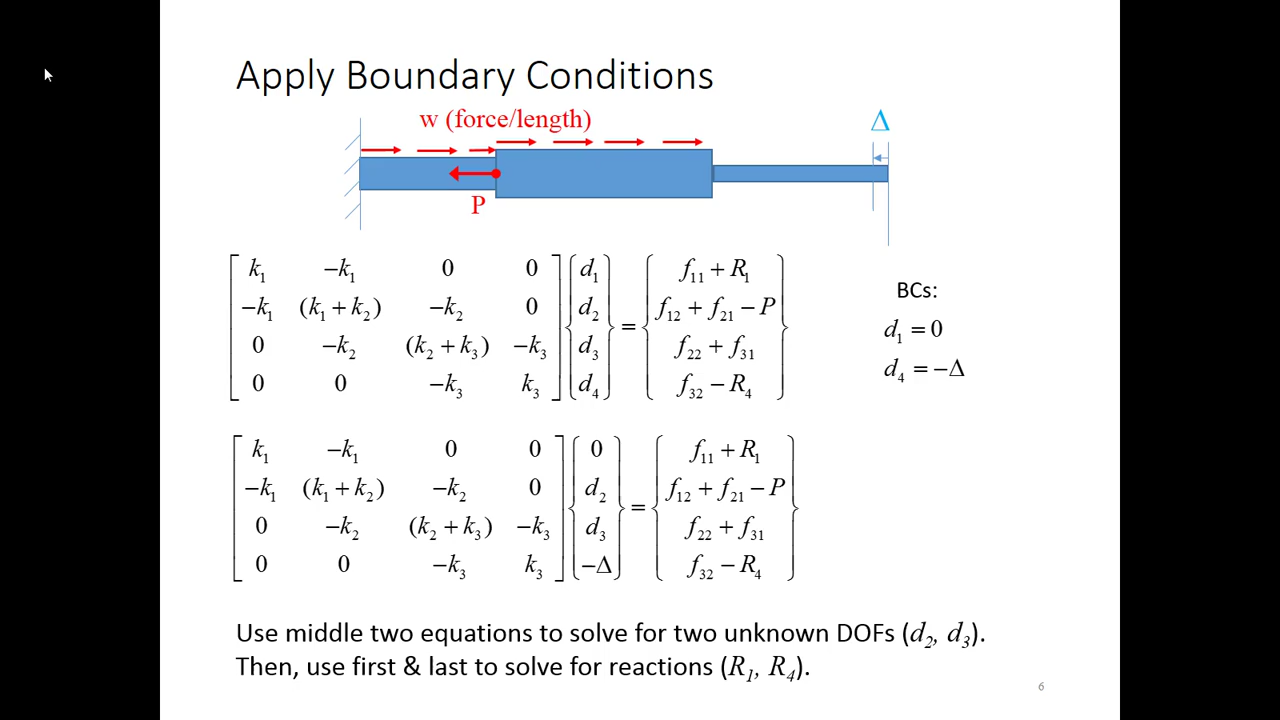 Apply Boundary Conditions
w (force/length)
Δ
P
[ k₁ −k₁ 0 0 ] { d₁ } = { f₁₁ + R₁ }
[ −k₁ (k₁ + k₂) −k₂ 0 ] { d₂ } = { f₁₂ + f₂₁ − P }
[ 0 −k₂ (k₂ + k₃) −k₃ ] { d₃ } = { f₂₂ + f₃₁ }
[ 0 0 −k₃ k₃ ] { d₄ } = { f₃₂ − R₄ }
BCs:
d₁ = 0
d₄ = −Δ
[ k₁ −k₁ 0 0 ] { 0 } = { f₁₁ + R₁ }
[ −k₁ (k₁ + k₂) −k₂ 0 ] { d₂ } = { f₁₂ + f₂₁ − P }
[ 0 −k₂ (k₂ + k₃) −k₃ ] { d₃ } = { f₂₂ + f₃₁ }
[ 0 0 −k₃ k₃ ] { −Δ } = { f₃₂ − R₄ }
Use middle two equations to solve for two unknown DOFs (d₂, d₃).
Then, use first & last to solve for reactions (R₁, R₄).
6